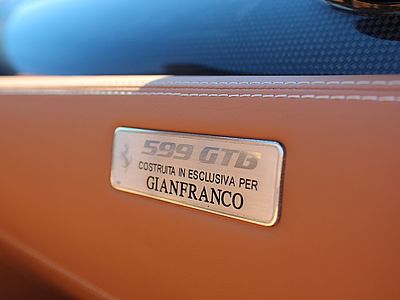 599 GTB
COSTRUITA IN ESCLUSIVA PER
GIANFRANCO